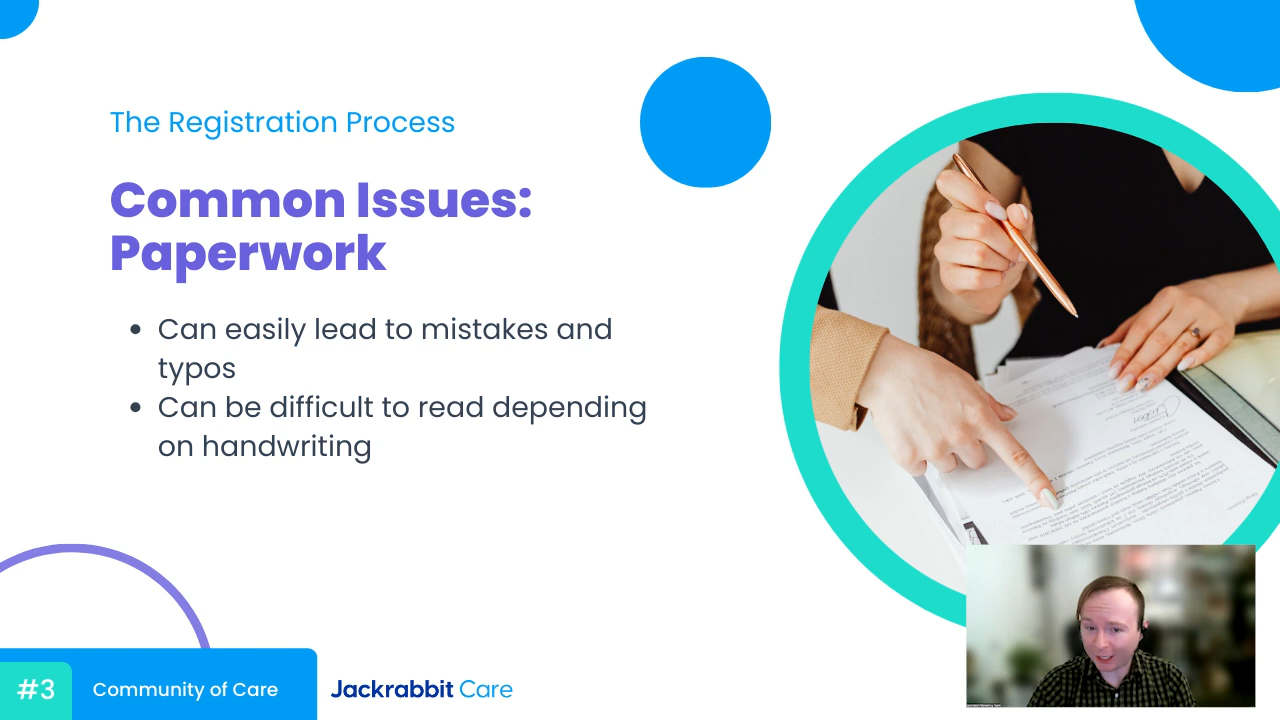 The Registration Process
Common Issues:
Paperwork
• Can easily lead to mistakes and
typos
• Can be difficult to read depending
on handwriting
#3
Community of Care
Jackrabbit Care